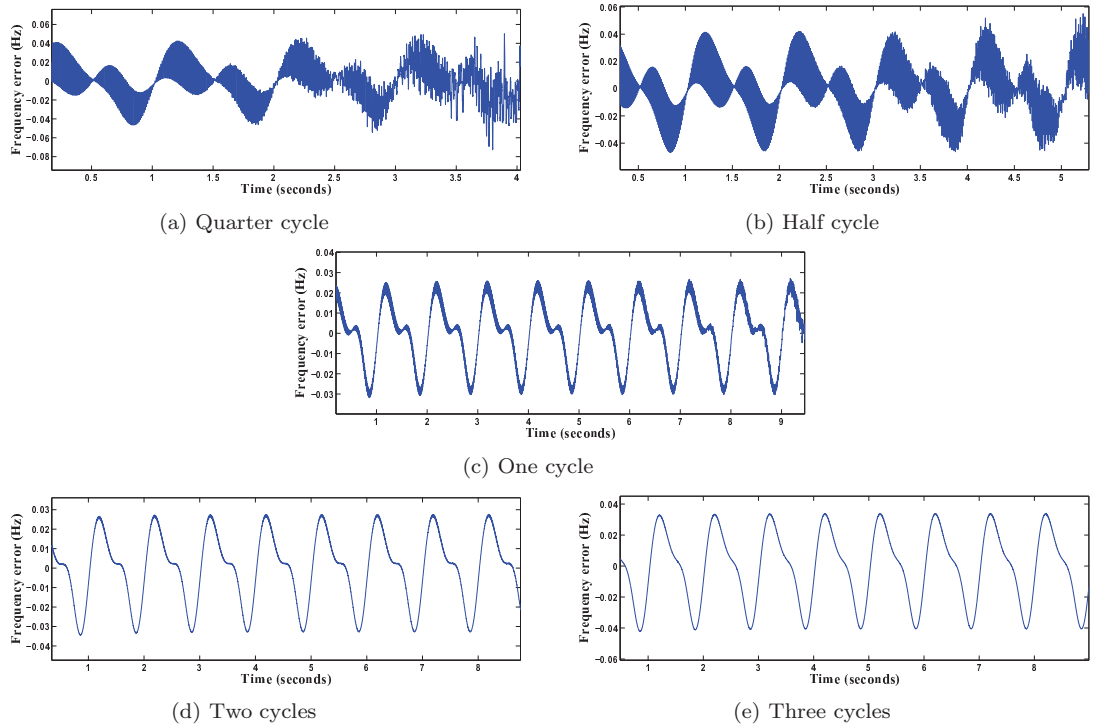 0.06
0.04
0.02
0
−0.02
−0.04
−0.06
−0.08
Frequency error (Hz)
0.5 1 1.5 2 2.5 3 3.5 4
Time (seconds)
(a) Quarter cycle
0.06
0.04
0.02
0
−0.02
−0.04
Frequency error (Hz)
0.5 1 1.5 2 2.5 3 3.5 4 4.5 5
Time (seconds)
(b) Half cycle
0.04
0.03
0.02
0.01
0
−0.01
−0.02
−0.03
Frequency error (Hz)
1 2 3 4 5 6 7 8 9
Time (seconds)
(c) One cycle
0.03
0.02
0.01
0
−0.01
−0.02
−0.03
−0.04
Frequency error (Hz)
1 2 3 4 5 6 7 8
Time (seconds)
(d) Two cycles
0.04
0.02
0
−0.02
−0.04
−0.06
Frequency error (Hz)
1 2 3 4 5 6 7 8
Time (seconds)
(e) Three cycles